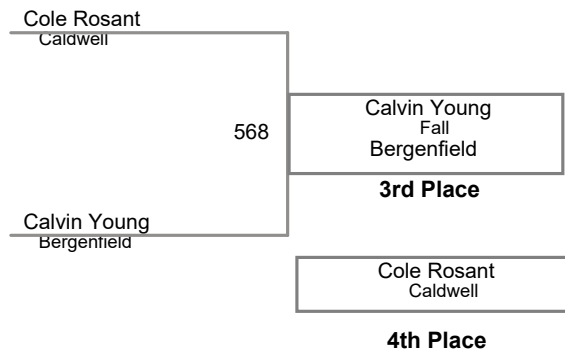 Cole Rosant
Caldwell
568
Calvin Young
Fall
Bergenfield
3rd Place
Calvin Young
Bergenfield
Cole Rosant
Caldwell
4th Place